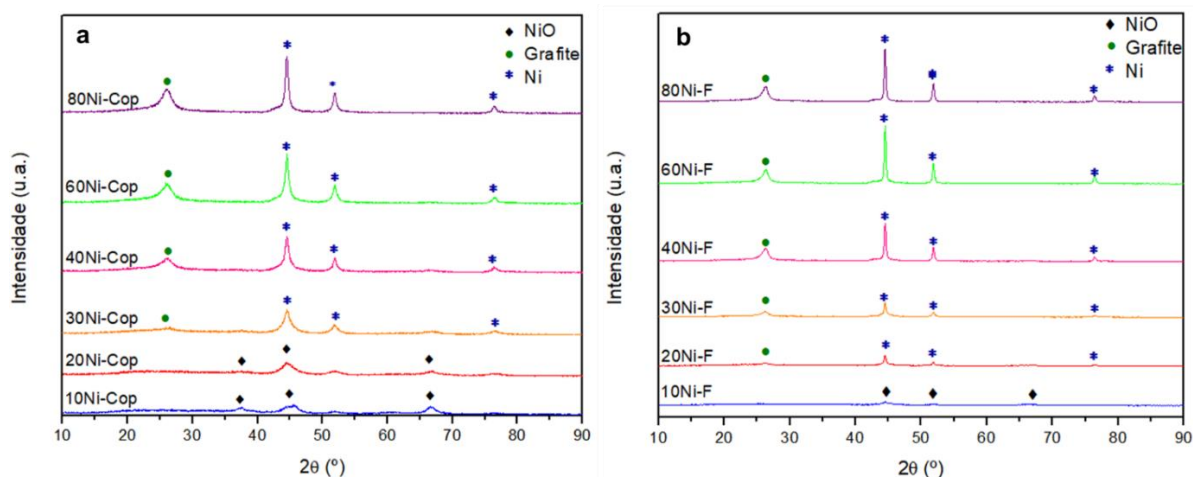 a
NiO
Grafite
Ni
80Ni-Cop
60Ni-Cop
40Ni-Cop
30Ni-Cop
20Ni-Cop
10Ni-Cop
Intensidade (u.a.)
10 20 30 40 50 60 70 80 90
2θ (º)
b
NiO
Grafite
Ni
80Ni-F
60Ni-F
40Ni-F
30Ni-F
20Ni-F
10Ni-F
Intensidade (u.a.)
10 20 30 40 50 60 70 80 90
2θ (º)